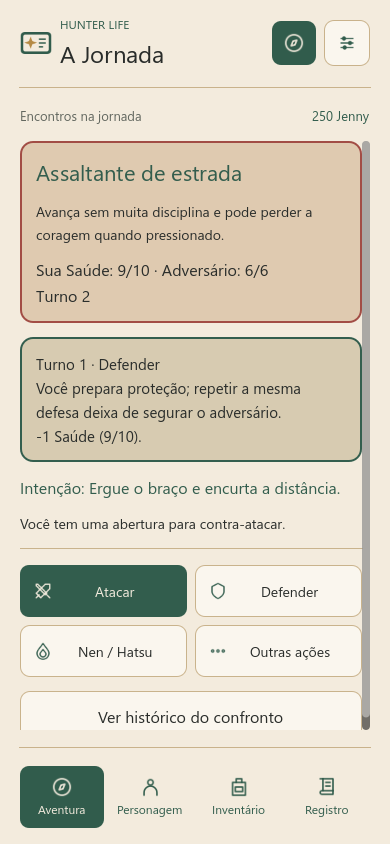 HUNTER LIFE
A Jornada
Encontros na jornada
250 Jenny
Assaltante de estrada
Avança sem muita disciplina e pode perder a
coragem quando pressionado.
Sua Saúde: 9/10 · Adversário: 6/6
Turno 2
Turno 1 · Defender
Você prepara proteção; repetir a mesma
defesa deixa de segurar o adversário.
-1 Saúde (9/10).
Intenção: Ergue o braço e encurta a distância.
Você tem uma abertura para contra-atacar.
Atacar
Defender
Nen / Hatsu
Outras ações
Ver histórico do confronto
Aventura
Personagem
Inventário
Registro